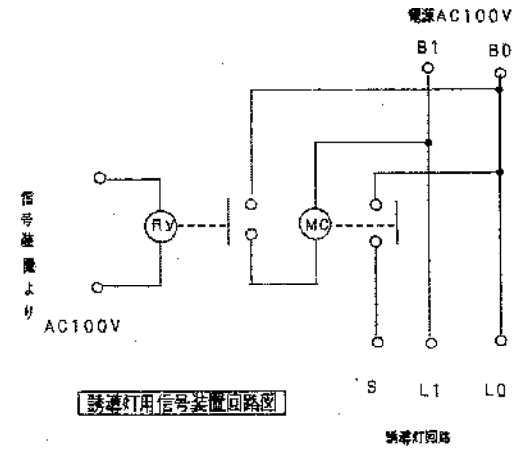 電源AC100V
B1
B0
信号装置より
RY
MC
AC100V
S
L1
L0
誘導灯用信号装置回路図
誘導灯回路